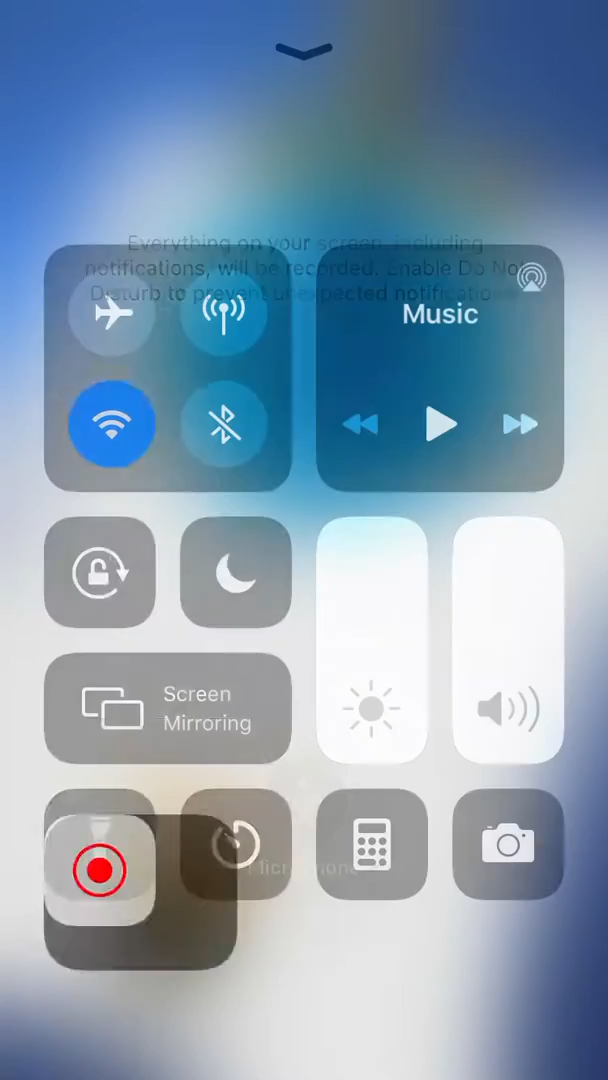 Everything on your screen, including
notifications, will be recorded. Enable Do Not
Disturb to prevent unexpected notifications.
Music
Screen
Mirroring
Microphone